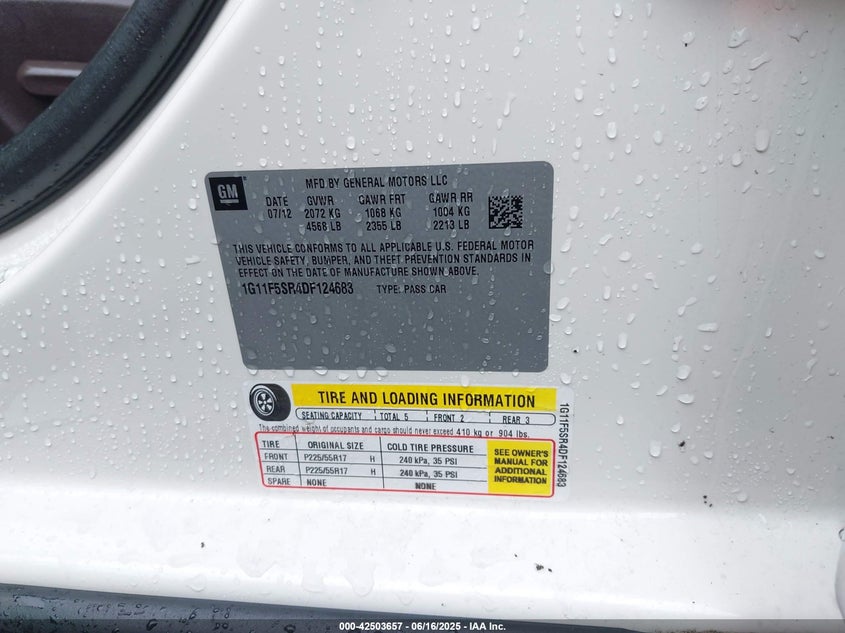 GM
MFD BY GENERAL MOTORS LLC
DATE GVWR GAWR FRT GAWR RR
07/12 2072 KG 1068 KG 1004 KG
4568 LB 2355 LB 2213 LB
THIS VEHICLE CONFORMS TO ALL APPLICABLE U.S. FEDERAL MOTOR
VEHICLE SAFETY, BUMPER, AND THEFT PREVENTION STANDARDS IN
EFFECT ON THE DATE OF MANUFACTURE SHOWN ABOVE.
1G11F5SR4DF124683 TYPE: PASS CAR
TIRE AND LOADING INFORMATION
SEATING CAPACITY TOTAL 5 FRONT 2 REAR 3
The combined weight of occupants and cargo should never exceed 410 kg or 904 lbs.
TIRE ORIGINAL SIZE COLD TIRE PRESSURE
FRONT P225/55R17 H 240 kPa, 35 PSI
REAR P225/55R17 H 240 kPa, 35 PSI
SPARE NONE NONE
SEE OWNER'S
MANUAL FOR
ADDITIONAL
INFORMATION
1G11F5SR4DF124683
000-42503657 - 06/16/2025 - IAA Inc.